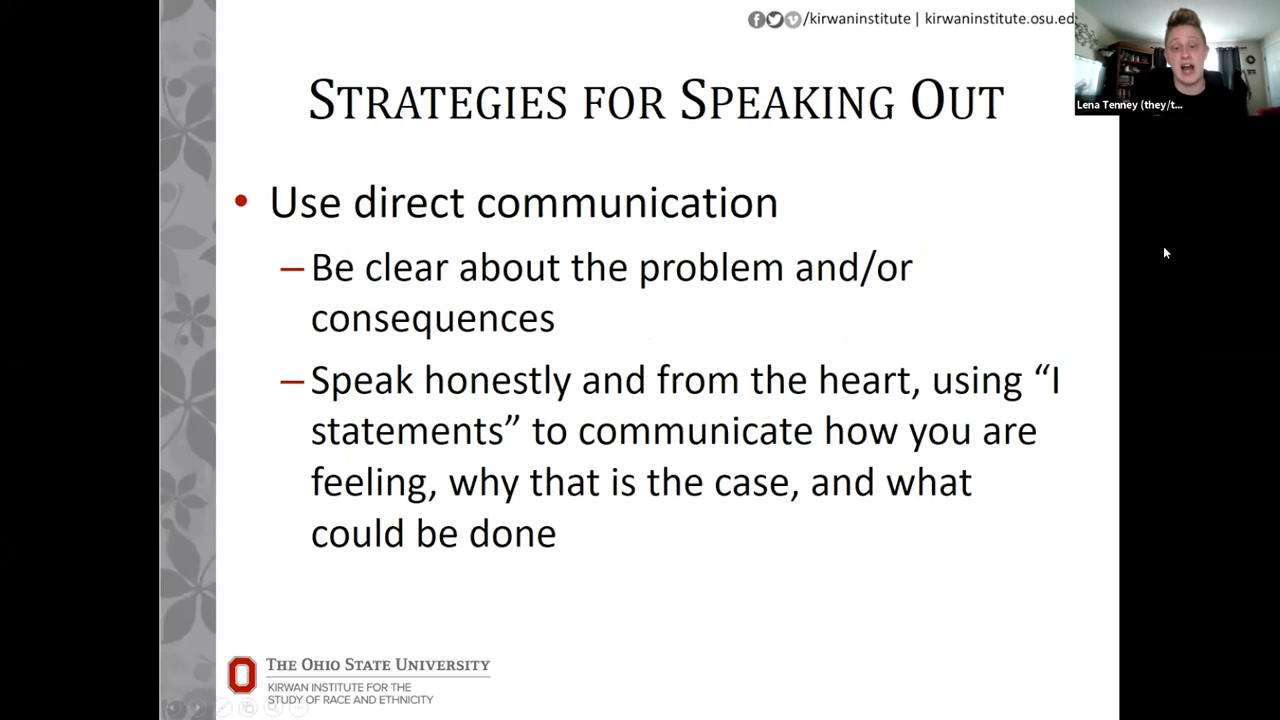 /kirwaninstitute | kirwaninstitute.osu.ed
Lena Tenney (they/t...
STRATEGIES FOR SPEAKING OUT
• Use direct communication
– Be clear about the problem and/or
consequences
– Speak honestly and from the heart, using “I
statements” to communicate how you are
feeling, why that is the case, and what
could be done
THE OHIO STATE UNIVERSITY
KIRWAN INSTITUTE FOR THE
STUDY OF RACE AND ETHNICITY